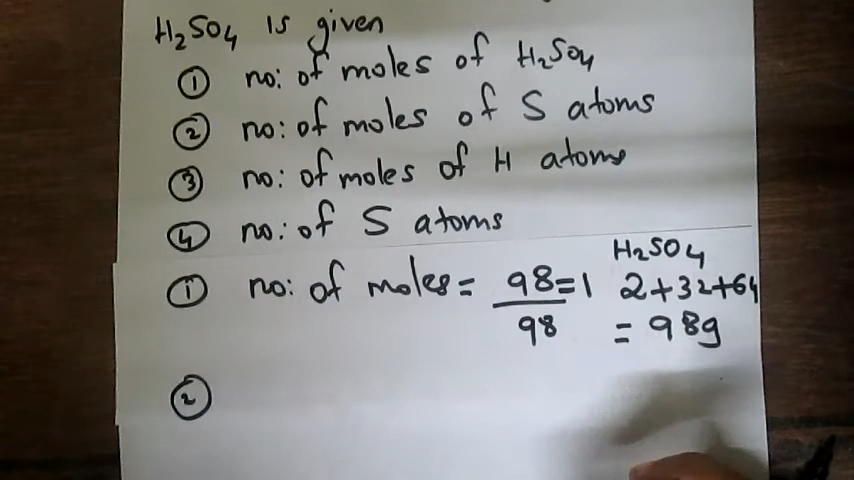 H₂SO₄ is given
① no: of moles of H₂SO₄
② no: of moles of S atoms
③ no: of moles of H atoms
④ no: of S atoms
H₂SO₄
① no: of moles = 98/98 = 1 2+32+64
= 98g
②